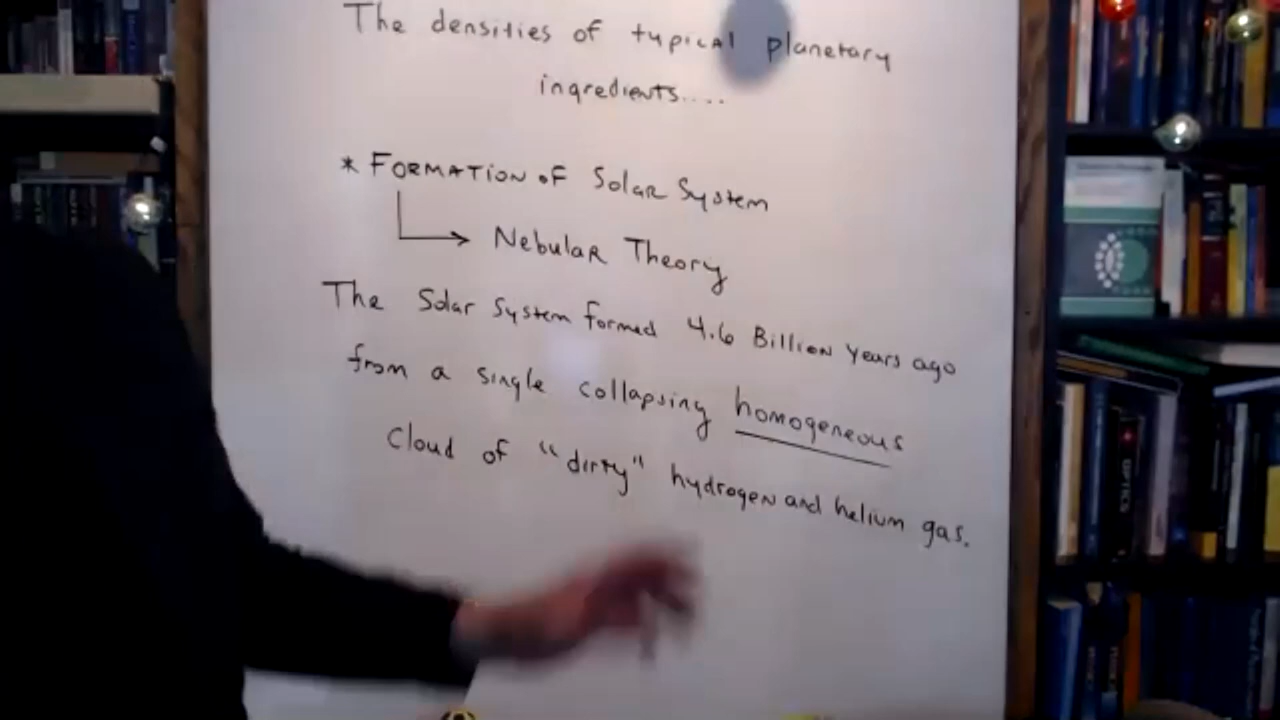 The densities of typical planetary
ingredients....
* FORMATION OF Solar System
Nebular Theory
The Solar System formed 4.6 Billion Years ago
from a single collapsing homogeneous
Cloud of "dirty" hydrogen and helium gas.
OPTICS